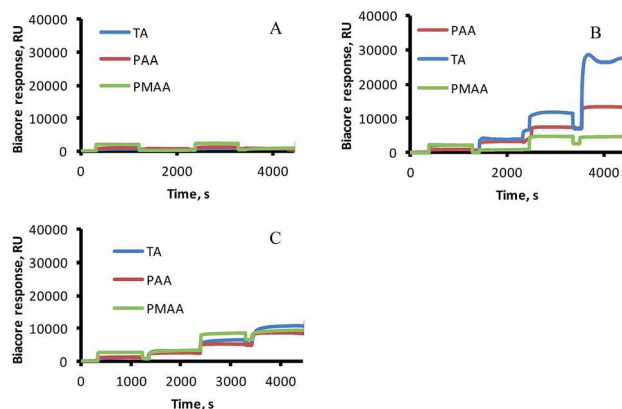 A
Biacore response, RU
40000
30000
20000
10000
0
TA
PAA
PMAA
0
2000
4000
Time, s
B
Biacore response, RU
40000
30000
20000
10000
0
PAA
TA
PMAA
0
2000
4000
Time, s
C
Biacore response, RU
40000
30000
20000
10000
0
TA
PAA
PMAA
0
1000
2000
3000
4000
Time, s